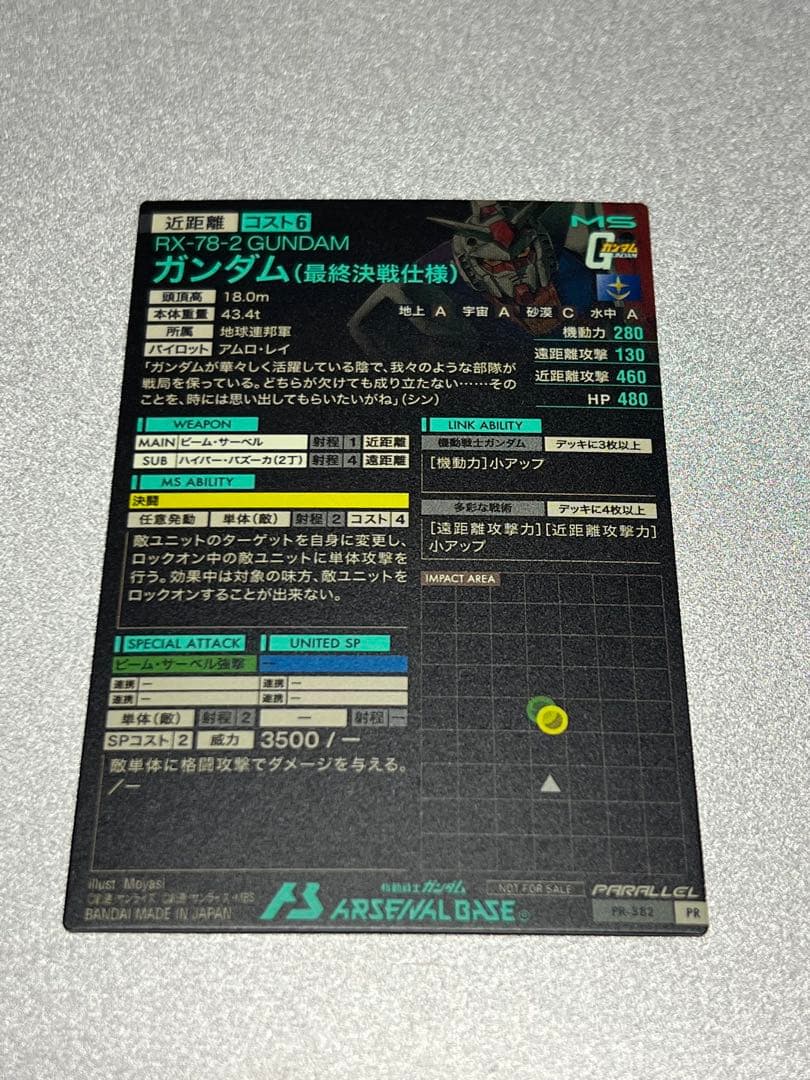 近距離 コスト6 MS
RX-78-2 GUNDAM
ガンダム(最終決戦仕様)
G ガンダム GUNDAM
頭頂高 18.0m
本体重量 43.4t
所属 地球連邦軍
パイロット アムロ・レイ
地上 A 宇宙 A 砂漠 C 水中 A
機動力 280
遠距離攻撃 130
近距離攻撃 460
HP 480
「ガンダムが華々しく活躍している陰で、我々のような部隊が
戦局を保っている。どちらが欠けても成り立たない……その
ことを、時には思い出してもらいたいがね」(シン)
WEAPON
MAIN ビーム・サーベル 射程 1 近距離
SUB ハイパー・バズーカ(2丁) 射程 4 遠距離
MS ABILITY
決闘
任意発動 単体(敵) 射程 2 コスト 4
敵ユニットのターゲットを自身に変更し、
ロックオン中の敵ユニットに単体攻撃を
行う。効果中は対象の味方、敵ユニットを
ロックオンすることが出来ない。
LINK ABILITY
機動戦士ガンダム デッキに3枚以上
[機動力]小アップ
多彩な戦術 デッキに4枚以上
[遠距離攻撃力][近距離攻撃力]
小アップ
IMPACT AREA
SPECIAL ATTACK UNITED SP
ビーム・サーベル強撃 ―
連携 ― 連携 ―
連携 ― 連携 ―
単体(敵) 射程 2 ― 射程 ―
SPコスト 2 威力 3500 / ―
敵単体に格闘攻撃でダメージを与える。
/―
illust Moyasi
BANDAI MADE IN JAPAN
機動戦士ガンダム
ARSENAL BASE
NOT FOR SALE PARALLEL
PR-382 PR